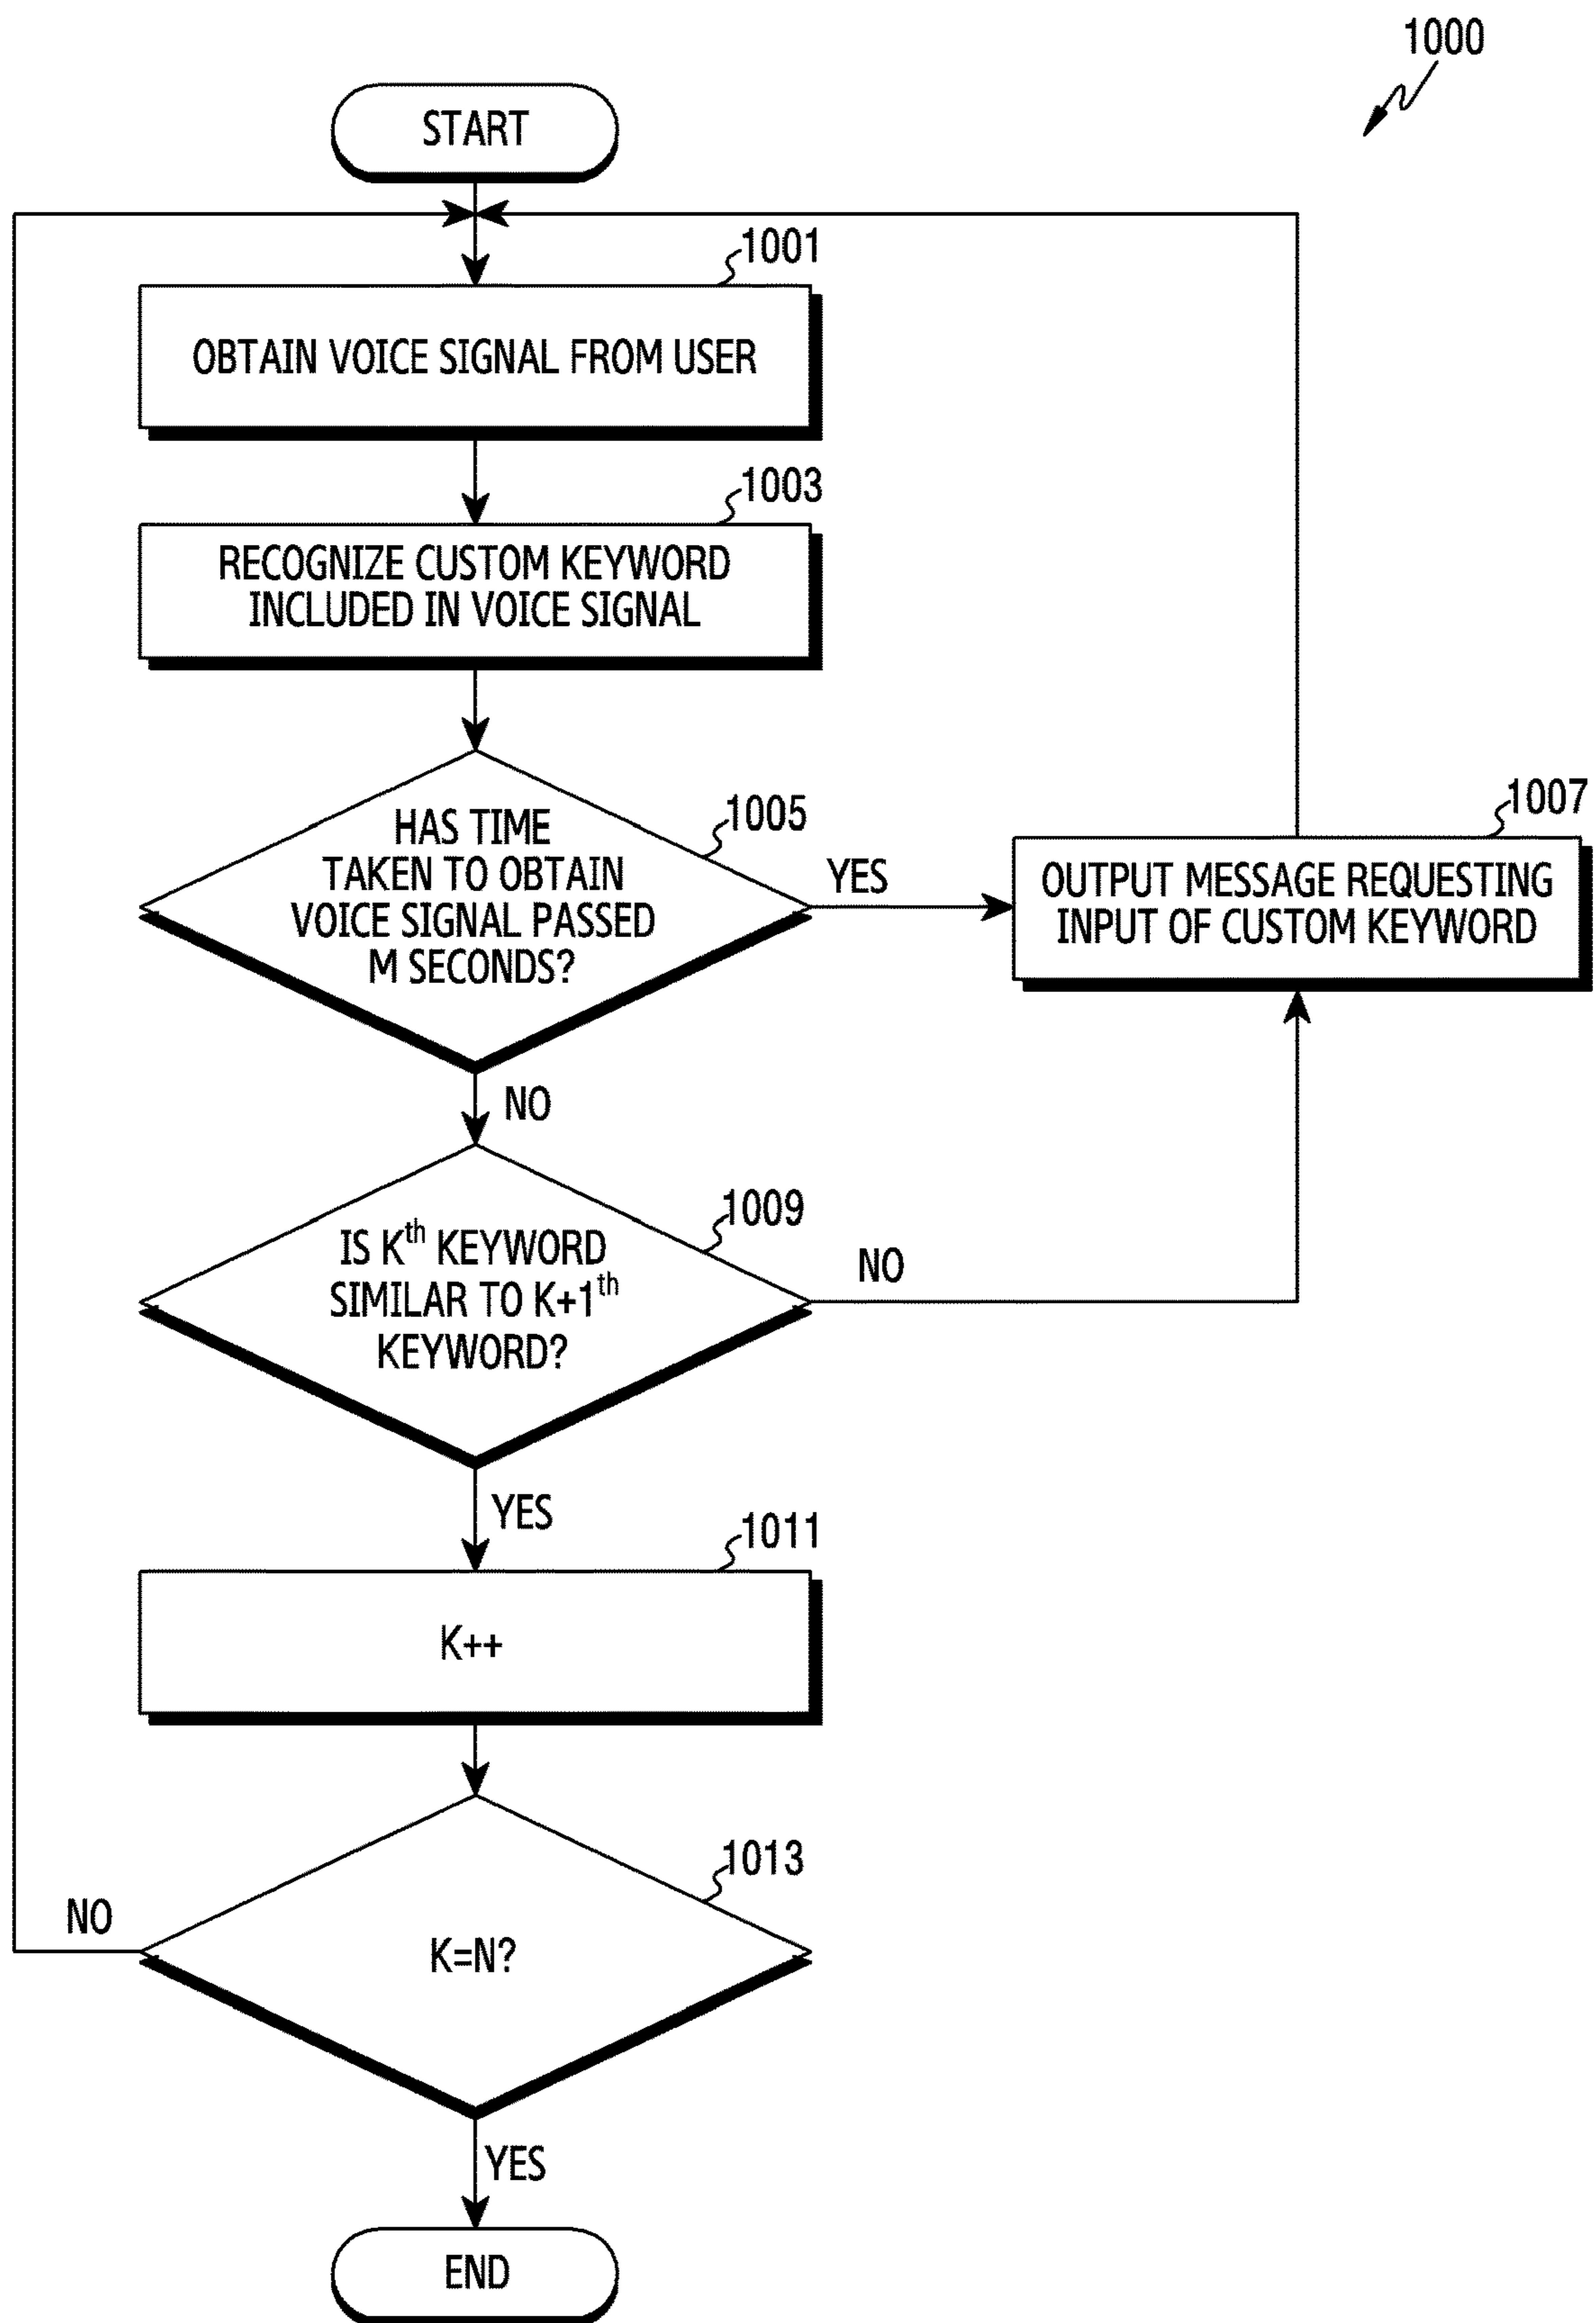 1000
START
1001
OBTAIN VOICE SIGNAL FROM USER
1003
RECOGNIZE CUSTOM KEYWORD
INCLUDED IN VOICE SIGNAL
1005
HAS TIME
TAKEN TO OBTAIN
VOICE SIGNAL PASSED
M SECONDS?
YES
1007
OUTPUT MESSAGE REQUESTING
INPUT OF CUSTOM KEYWORD
NO
1009
IS Kth KEYWORD
SIMILAR TO K+1th
KEYWORD?
NO
YES
1011
K++
1013
NO
K=N?
YES
END